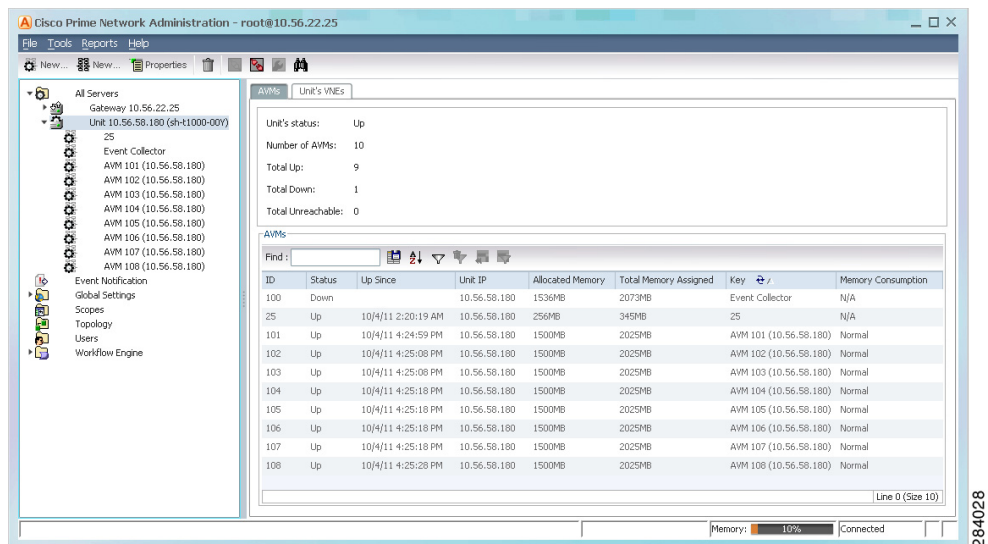 Cisco Prime Network Administration - root@10.56.22.25
File Tools Reports Help
New... New... Properties
All Servers
Gateway 10.56.22.25
Unit 10.56.58.180 (sh-t1000-00Y)
25
Event Collector
AVM 101 (10.56.58.180)
AVM 102 (10.56.58.180)
AVM 103 (10.56.58.180)
AVM 104 (10.56.58.180)
AVM 105 (10.56.58.180)
AVM 106 (10.56.58.180)
AVM 107 (10.56.58.180)
AVM 108 (10.56.58.180)
Event Notification
Global Settings
Scopes
Topology
Users
Workflow Engine
AVMs Unit's VNEs
Unit's status: Up
Number of AVMs: 10
Total Up: 9
Total Down: 1
Total Unreachable: 0
AVMs
Find :
ID Status Up Since Unit IP Allocated Memory Total Memory Assigned Key Memory Consumption
100 Down 10.56.58.180 1536MB 2073MB Event Collector N/A
25 Up 10/4/11 2:20:19 AM 10.56.58.180 256MB 345MB 25 N/A
101 Up 10/4/11 4:24:59 PM 10.56.58.180 1500MB 2025MB AVM 101 (10.56.58.180) Normal
102 Up 10/4/11 4:25:08 PM 10.56.58.180 1500MB 2025MB AVM 102 (10.56.58.180) Normal
103 Up 10/4/11 4:25:08 PM 10.56.58.180 1500MB 2025MB AVM 103 (10.56.58.180) Normal
104 Up 10/4/11 4:25:18 PM 10.56.58.180 1500MB 2025MB AVM 104 (10.56.58.180) Normal
105 Up 10/4/11 4:25:18 PM 10.56.58.180 1500MB 2025MB AVM 105 (10.56.58.180) Normal
106 Up 10/4/11 4:25:18 PM 10.56.58.180 1500MB 2025MB AVM 106 (10.56.58.180) Normal
107 Up 10/4/11 4:25:18 PM 10.56.58.180 1500MB 2025MB AVM 107 (10.56.58.180) Normal
108 Up 10/4/11 4:25:28 PM 10.56.58.180 1500MB 2025MB AVM 108 (10.56.58.180) Normal
Line 0 (Size 10)
Memory: 10% Connected
284028